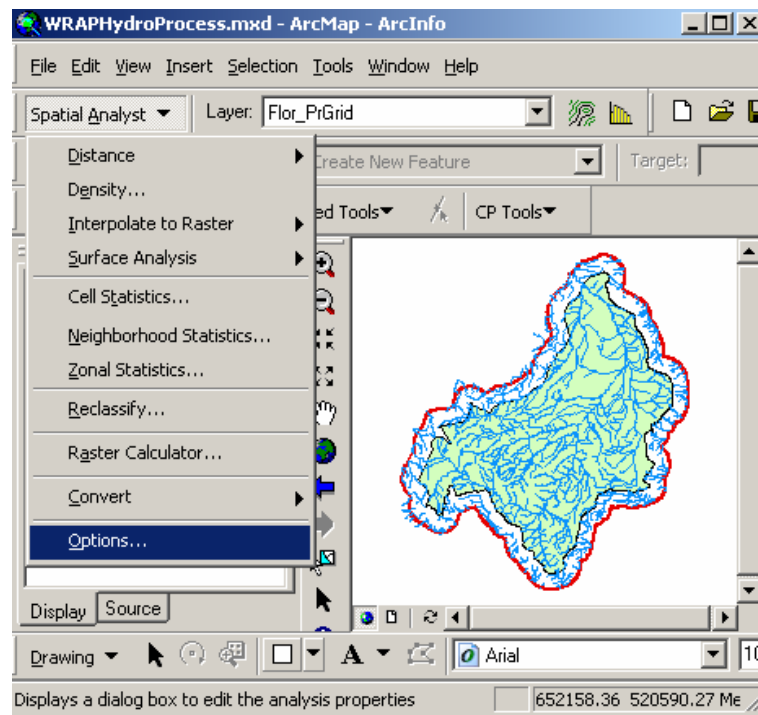 WRAPHydroProcess.mxd - ArcMap - ArcInfo
File Edit View Insert Selection Tools Window Help
Spatial Analyst Layer: Flor_PrGrid
Distance
Create New Feature Target:
Density...
Interpolate to Raster
ed Tools CP Tools
Surface Analysis
Cell Statistics...
Neighborhood Statistics...
Zonal Statistics...
Reclassify...
Raster Calculator...
Convert
Options...
Display Source
Drawing A Arial 10
Displays a dialog box to edit the analysis properties 652158.36 520590.27 Me